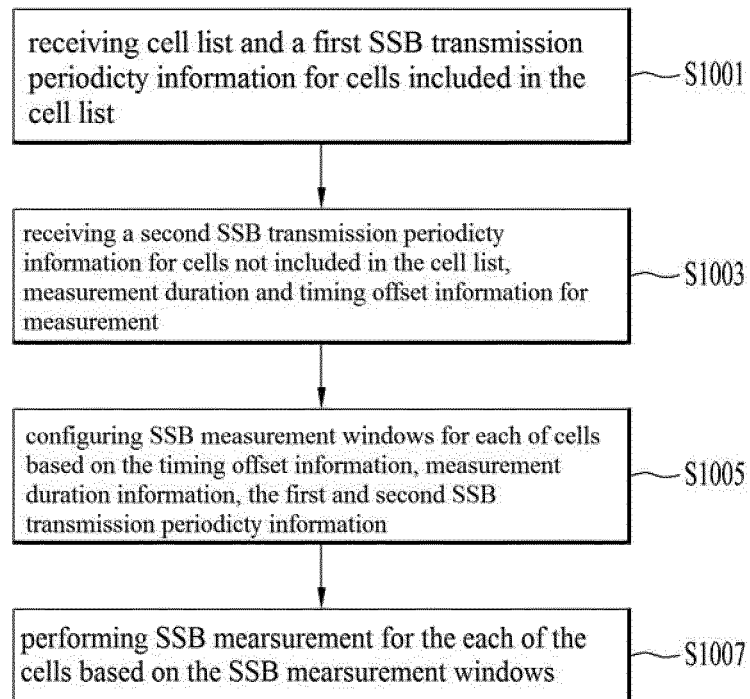 receiving cell list and a first SSB transmission
periodicty information for cells included in the
cell list
S1001
receiving a second SSB transmission periodicty
information for cells not included in the cell list,
measurement duration and timing offset information for
measurement
S1003
configuring SSB measurement windows for each of cells
based on the timing offset information, measurement
duration information, the first and second SSB
transmission periodicty information
S1005
performing SSB mearsurement for the each of the
cells based on the SSB mearsurement windows
S1007